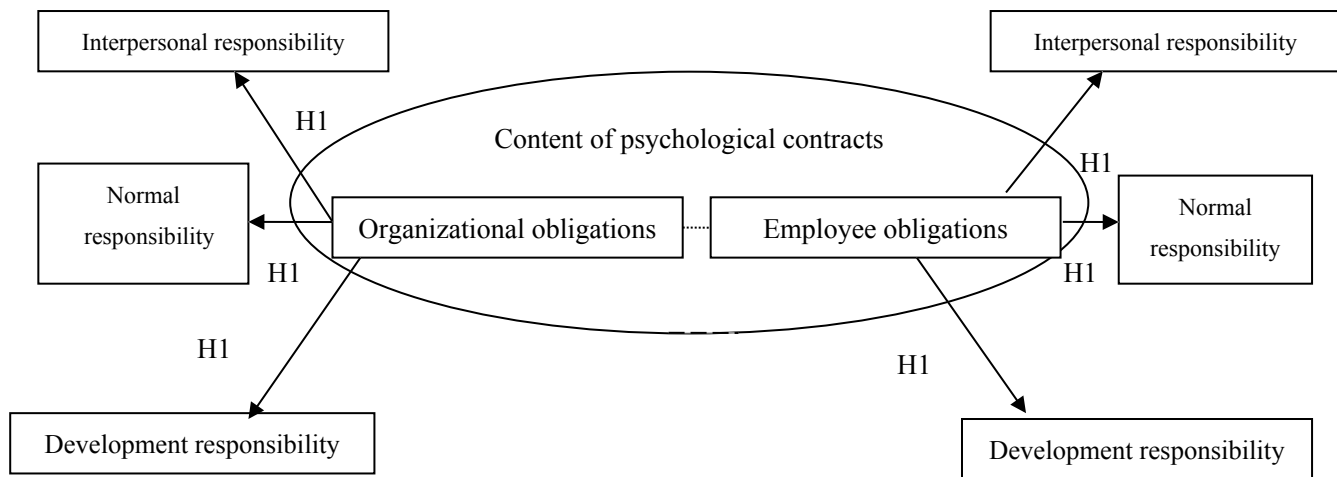 Interpersonal responsibility
Interpersonal responsibility
H1
Content of psychological contracts
H1
Normal
responsibility
Organizational obligations
Employee obligations
Normal
responsibility
H1
H1
H1
H1
Development responsibility
Development responsibility